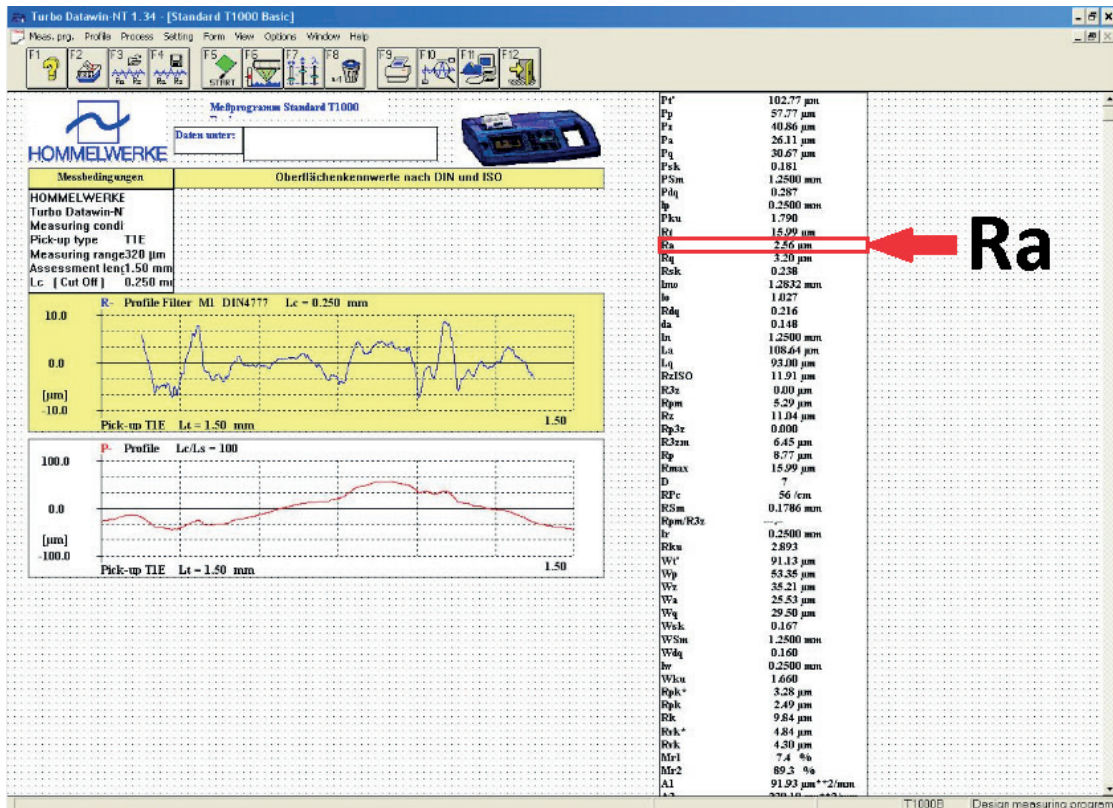 Turbo Datawin-NT 1.34 - [Standard T1000 Basic]
Meas. prg. Profile Process Setting Form View Options Window Help
F1 F2 F3 F4 F5 F6 F7 F8 F9 F10 F11 F12
START
HOMMELWERKE
Meßprogramm Standard T1000
Daten unter:
Messbedingungen
Oberflächenkennwerte nach DIN und ISO
HOMMELWERKE
Turbo Datawin-N
Measuring condi
Pick-up type T1E
Measuring range 320 µm
Assessment leng 1.50 mm
Lc [ Cut Off ] 0.250 m
R- Profile Filter M1 DIN4777 Lc = 0.250 mm
10.0
0.0
[µm]
-10.0
Pick-up T1E Lt = 1.50 mm
1.50
P- Profile Lc/Ls = 100
100.0
0.0
[µm]
-100.0
Pick-up T1E Lt = 1.50 mm
1.50
Pt' 102.77 µm
Pp 57.77 µm
Pz 40.86 µm
Pa 26.11 µm
Pq 30.67 µm
Psk 0.181
PSm 1.2500 mm
Pdq 0.287
lp 0.2500 mm
Pku 1.790
Rt 15.99 µm
Ra 2.56 µm
Rq 3.20 µm
Rsk 0.238
lmo 1.2832 mm
lo 1.027
Rdq 0.216
da 0.148
ln 1.2500 mm
La 108.64 µm
Lq 93.00 µm
RzISO 11.91 µm
R3z 0.00 µm
Rpm 5.29 µm
Rz 11.04 µm
Rp3z 0.000
R3zm 6.45 µm
Rp 8.77 µm
Rmax 15.99 µm
D 7
RPc 56 /cm
RSm 0.1786 mm
Rpm/R3z ---.--
lr 0.2500 mm
Rku 2.893
Wt' 91.13 µm
Wp 53.35 µm
Wz 35.21 µm
Wa 25.53 µm
Wq 29.50 µm
Wsk 0.167
WSm 1.2500 mm
Wdq 0.160
lw 0.2500 mm
Wku 1.660
Rpk* 3.28 µm
Rpk 2.49 µm
Rk 9.84 µm
Rvk* 4.84 µm
Rvk 4.30 µm
Mr1 7.4 %
Mr2 89.3 %
A1 91.93 µm**2/mm
Ra
T1000B Design measuring program